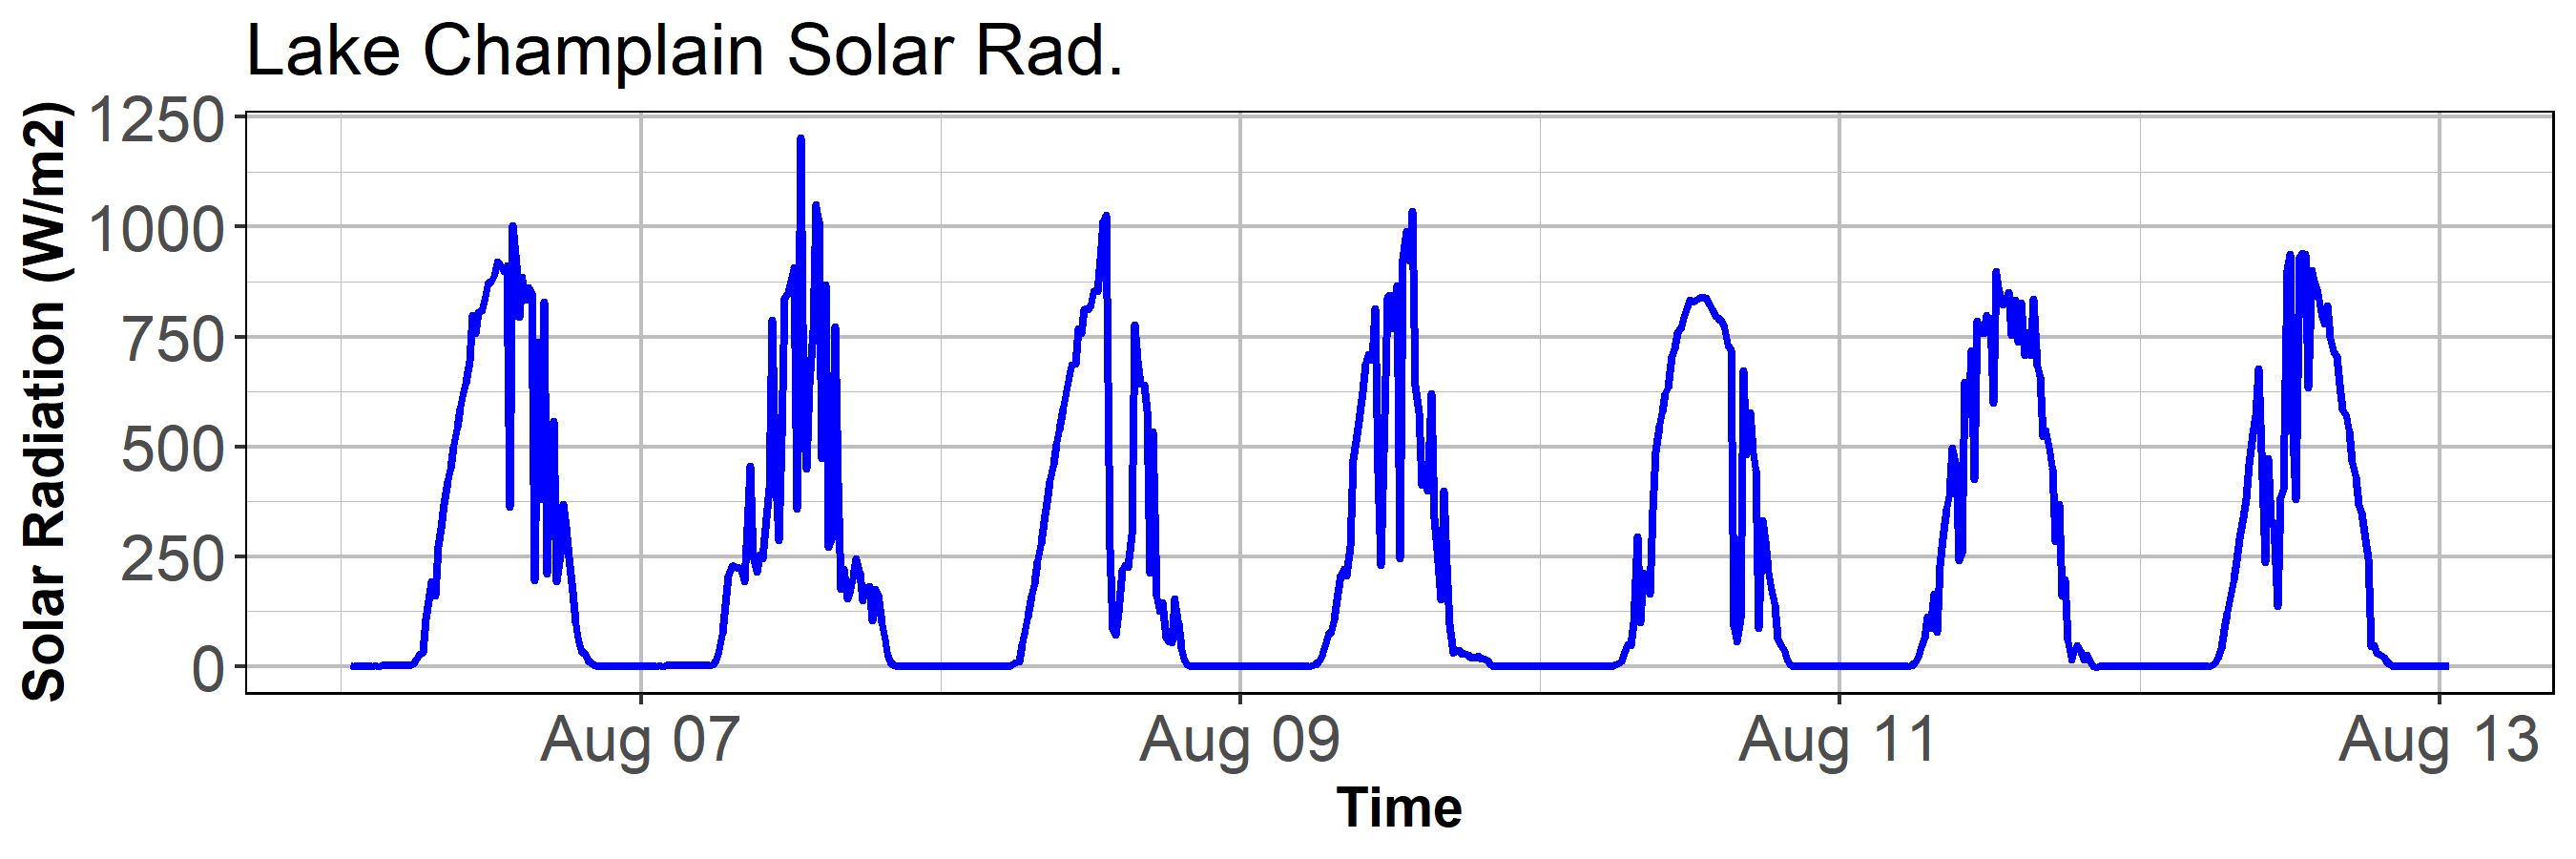 Lake Champlain Solar Rad.
Solar Radiation (W/m2)
1250
1000
750
500
250
0
Aug 07 Aug 09 Aug 11 Aug 13
Time